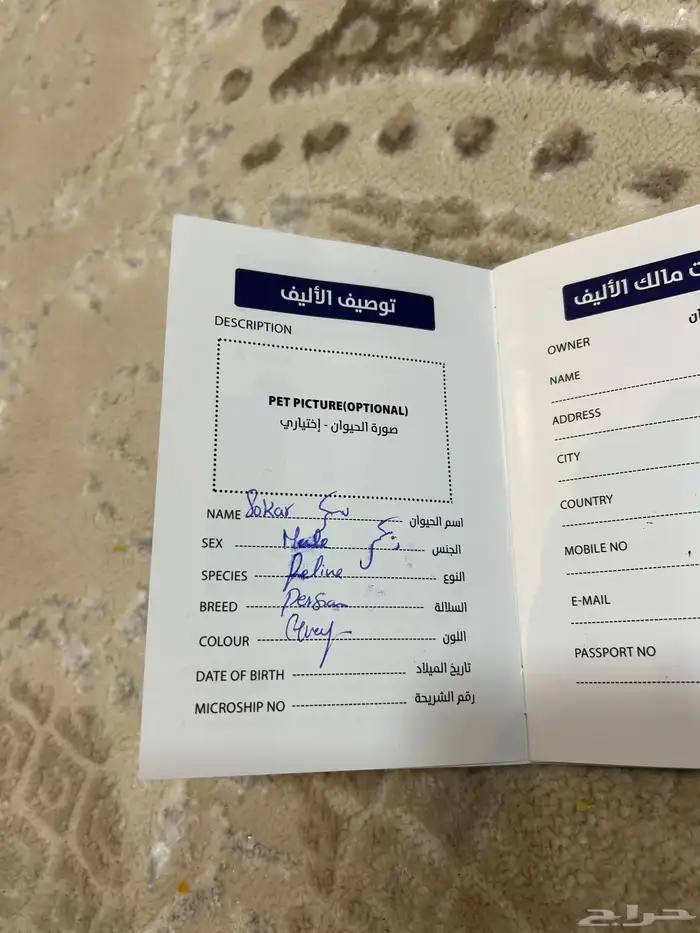 توصيف الأليف
DESCRIPTION
PET PICTURE(OPTIONAL)
صورة الحيوان - إختياري
NAME Sokar سكر اسم الحيوان
SEX Male ذكر الجنس
SPECIES Feline النوع
BREED Persian السلالة
COLOUR Grey اللون
DATE OF BIRTH تاريخ الميلاد
MICROSHIP NO رقم الشريحة
مالك الأليف
OWNER
NAME
ADDRESS
CITY
COUNTRY
MOBILE NO
E-MAIL
PASSPORT NO
حراج